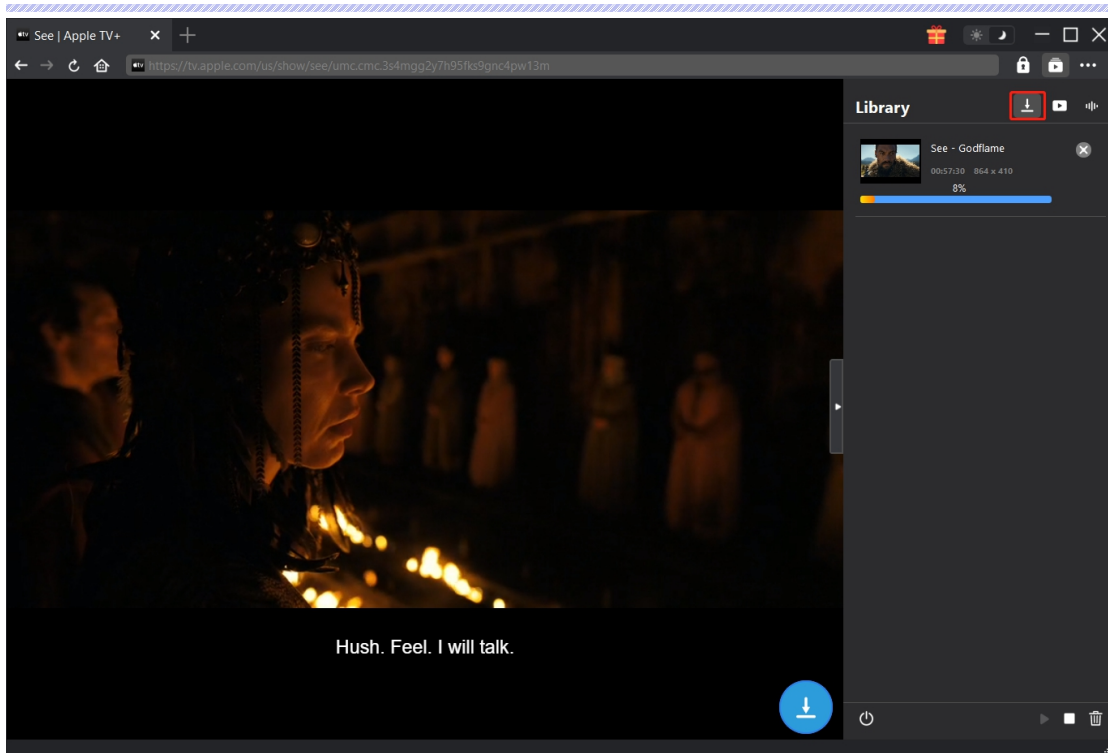 See | Apple TV+
https://tv.apple.com/us/show/see/umc.cmc.3s4mgg2y7h95fks9gnc4pw13m
Library
See - Godflame
00:57:30 864 x 410
8%
Hush. Feel. I will talk.